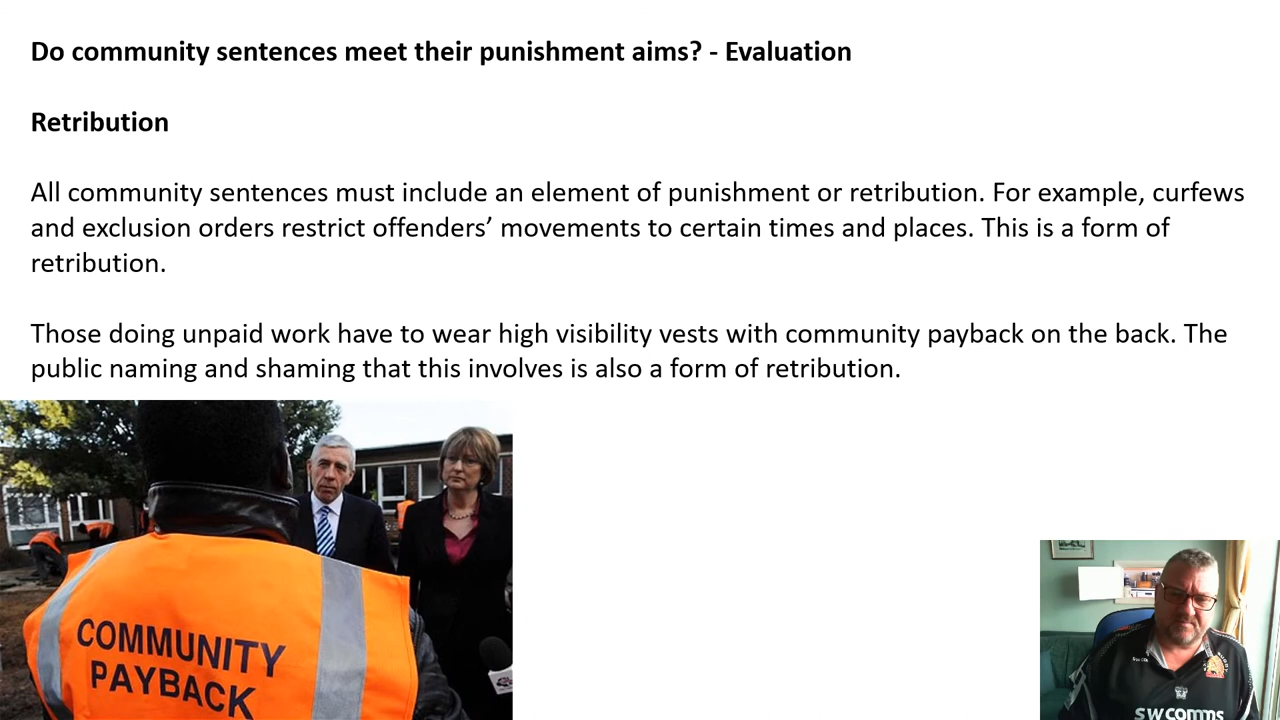 Do community sentences meet their punishment aims? - Evaluation
Retribution
All community sentences must include an element of punishment or retribution. For example, curfews
and exclusion orders restrict offenders’ movements to certain times and places. This is a form of
retribution.
Those doing unpaid work have to wear high visibility vests with community payback on the back. The
public naming and shaming that this involves is also a form of retribution.
COMMUNITY
PAYBACK
swcomms